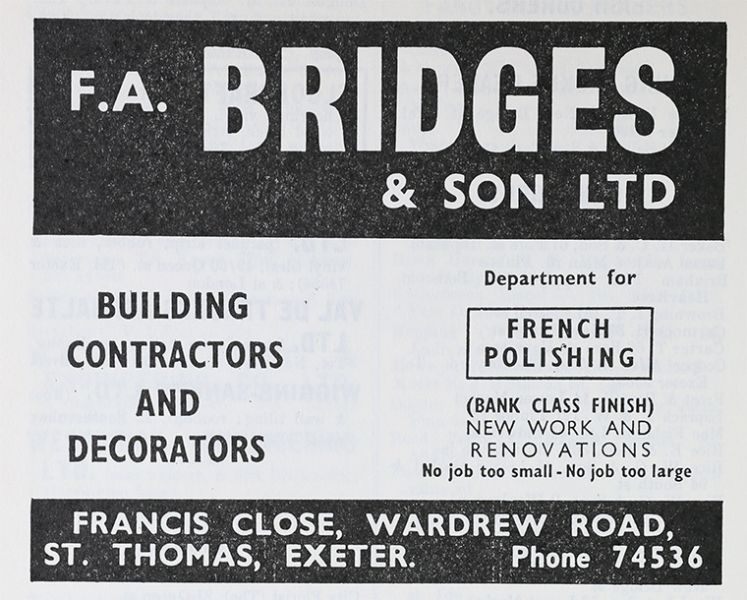 F.A. BRIDGES
& SON LTD
BUILDING
CONTRACTORS
AND
DECORATORS
Department for
FRENCH
POLISHING
(BANK CLASS FINISH)
NEW WORK AND
RENOVATIONS
No job too small - No job too large
FRANCIS CLOSE, WARDREW ROAD,
ST. THOMAS, EXETER. Phone 74536